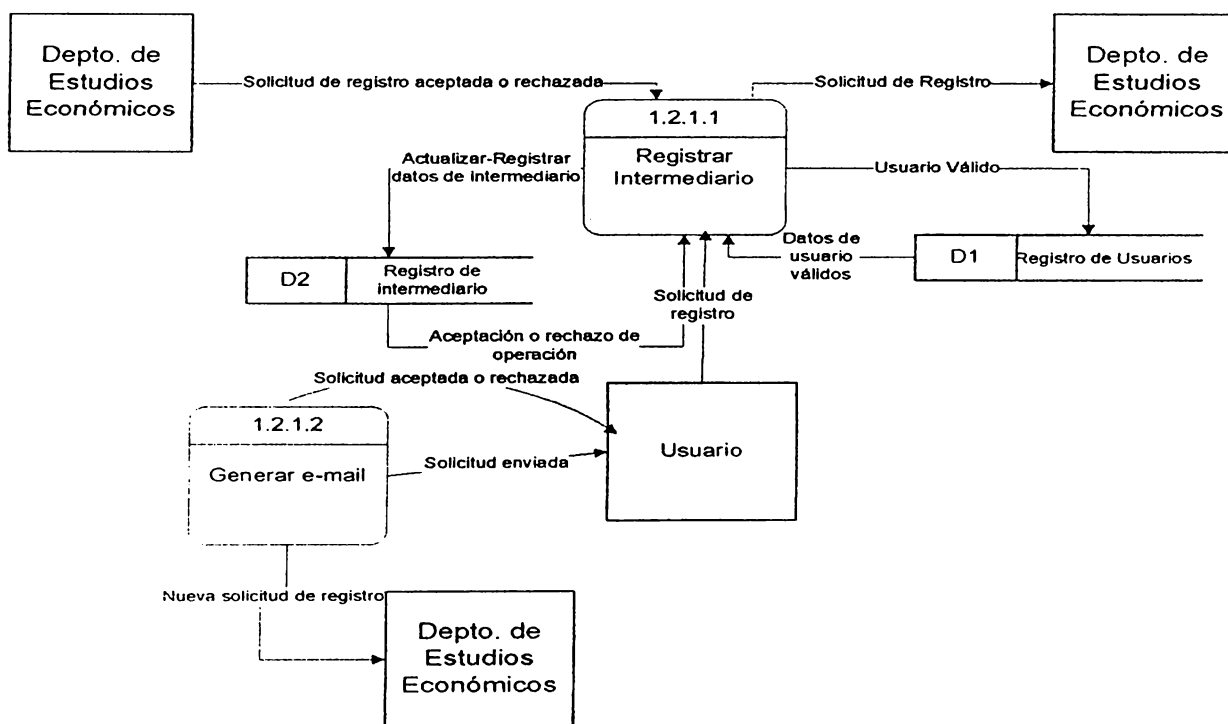 Depto. de
Estudios
Económicos
Solicitud de registro aceptada o rechazada
Solicitud de Registro
Depto. de
Estudios
Económicos
1.2.1.1
Registrar
Intermediario
Actualizar-Registrar
datos de intermediario
Usuario Válido
D2
Registro de
intermediario
Datos de
usuario
válidos
D1
Registro de Usuarios
Solicitud de
registro
Aceptación o rechazo de
operación
Solicitud aceptada o rechazada
1.2.1.2
Generar e-mail
Solicitud enviada
Usuario
Nueva solicitud de registro
Depto. de
Estudios
Económicos